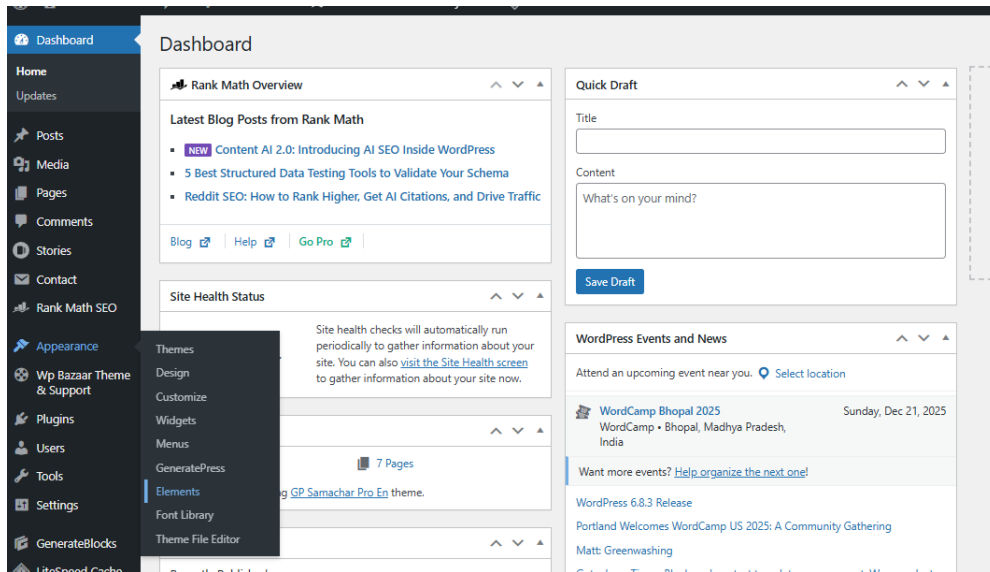 Dashboard
Home
Updates
Posts
Media
Pages
Comments
Stories
Contact
Rank Math SEO
Appearance
Wp Bazaar Theme
& Support
Plugins
Users
Tools
Settings
GenerateBlocks
LiteSpeed Cache
Themes
Design
Customize
Widgets
Menus
GeneratePress
Elements
Font Library
Theme File Editor
Dashboard
Rank Math Overview
Latest Blog Posts from Rank Math
NEW Content AI 2.0: Introducing AI SEO Inside WordPress
5 Best Structured Data Testing Tools to Validate Your Schema
Reddit SEO: How to Rank Higher, Get AI Citations, and Drive Traffic
Blog Help Go Pro
Site Health Status
Site health checks will automatically run
periodically to gather information about your
site. You can also visit the Site Health screen
to gather information about your site now.
7 Pages
GP Samachar Pro En theme.
Quick Draft
Title
Content
What's on your mind?
Save Draft
WordPress Events and News
Attend an upcoming event near you. Select location
WordCamp Bhopal 2025 Sunday, Dec 21, 2025
WordCamp • Bhopal, Madhya Pradesh,
India
Want more events? Help organize the next one!
WordPress 6.8.3 Release
Portland Welcomes WordCamp US 2025: A Community Gathering
Matt: Greenwashing